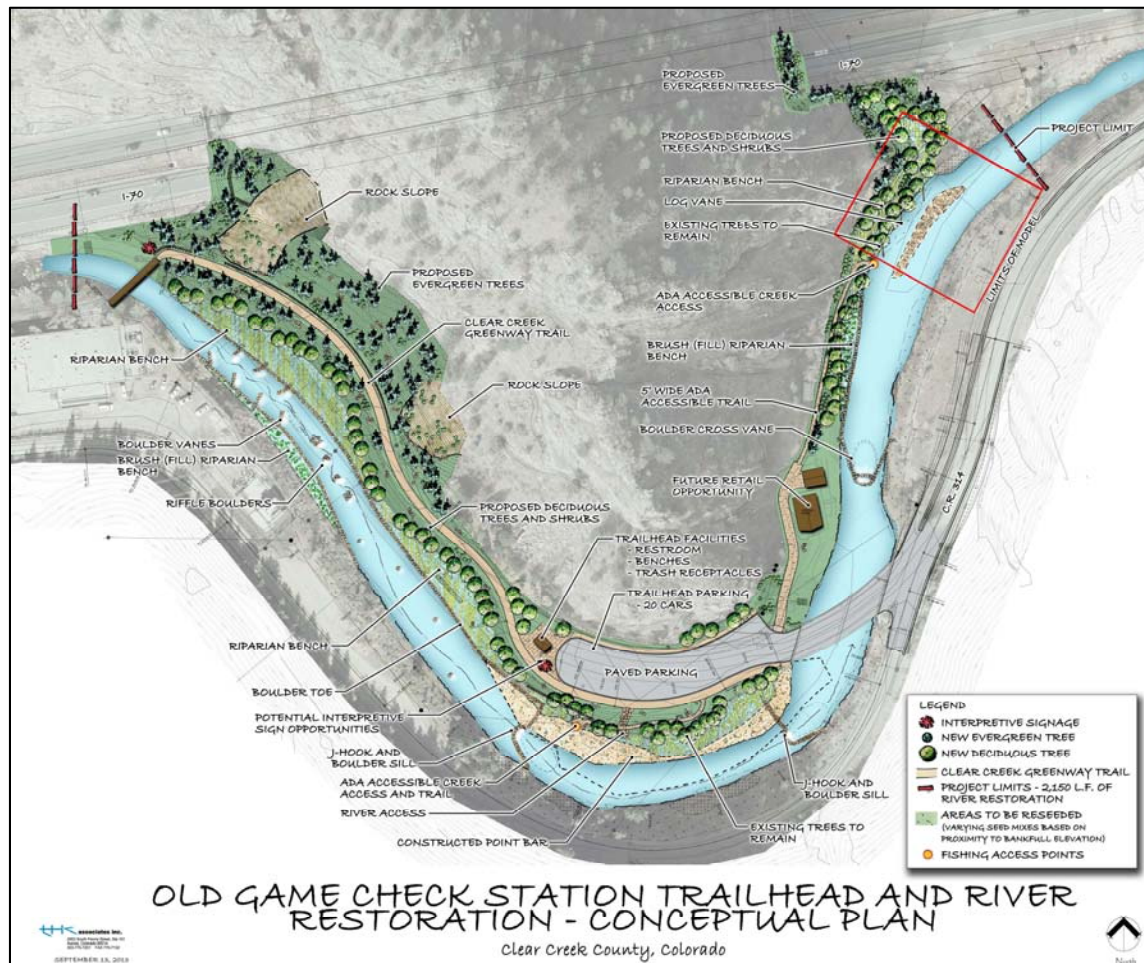 I-70
PROPOSED
EVERGREEN TREES
PROPOSED DECIDUOUS
TREES AND SHRUBS
PROJECT LIMIT
RIPARIAN BENCH
LOG VANE
EXISTING TREES TO
REMAIN
LIMITS OF MODEL
ADA ACCESSIBLE CREEK
ACCESS
BRUSH (FILL) RIPARIAN
BENCH
5' WIDE ADA
ACCESSIBLE TRAIL
BOULDER CROSS VANE
FUTURE RETAIL
OPPORTUNITY
C.R. 314
I-70
ROCK SLOPE
PROPOSED
EVERGREEN TREES
CLEAR CREEK
GREENWAY TRAIL
RIPARIAN BENCH
ROCK SLOPE
BOULDER VANES
BRUSH (FILL) RIPARIAN
BENCH
RIFFLE BOULDERS
PROPOSED DECIDUOUS
TREES AND SHRUBS
TRAILHEAD FACILITIES
- RESTROOM
- BENCHES
- TRASH RECEPTACLES
TRAILHEAD PARKING
- 20 CARS
PAVED PARKING
RIPARIAN BENCH
BOULDER TOE
POTENTIAL INTERPRETIVE
SIGN OPPORTUNITIES
J-HOOK AND
BOULDER SILL
ADA ACCESSIBLE CREEK
ACCESS AND TRAIL
RIVER ACCESS
CONSTRUCTED POINT BAR
J-HOOK AND
BOULDER SILL
EXISTING TREES TO
REMAIN
LEGEND
INTERPRETIVE SIGNAGE
NEW EVERGREEN TREE
NEW DECIDUOUS TREE
CLEAR CREEK GREENWAY TRAIL
PROJECT LIMITS - 2,150 L.F. OF
RIVER RESTORATION
AREAS TO BE RESEEDED
(VARYING SEED MIXES BASED ON
PROXIMITY TO BANKFULL ELEVATION)
FISHING ACCESS POINTS
OLD GAME CHECK STATION TRAILHEAD AND RIVER
RESTORATION - CONCEPTUAL PLAN
Clear Creek County, Colorado
THK associates inc.
SEPTEMBER 13, 2013
North